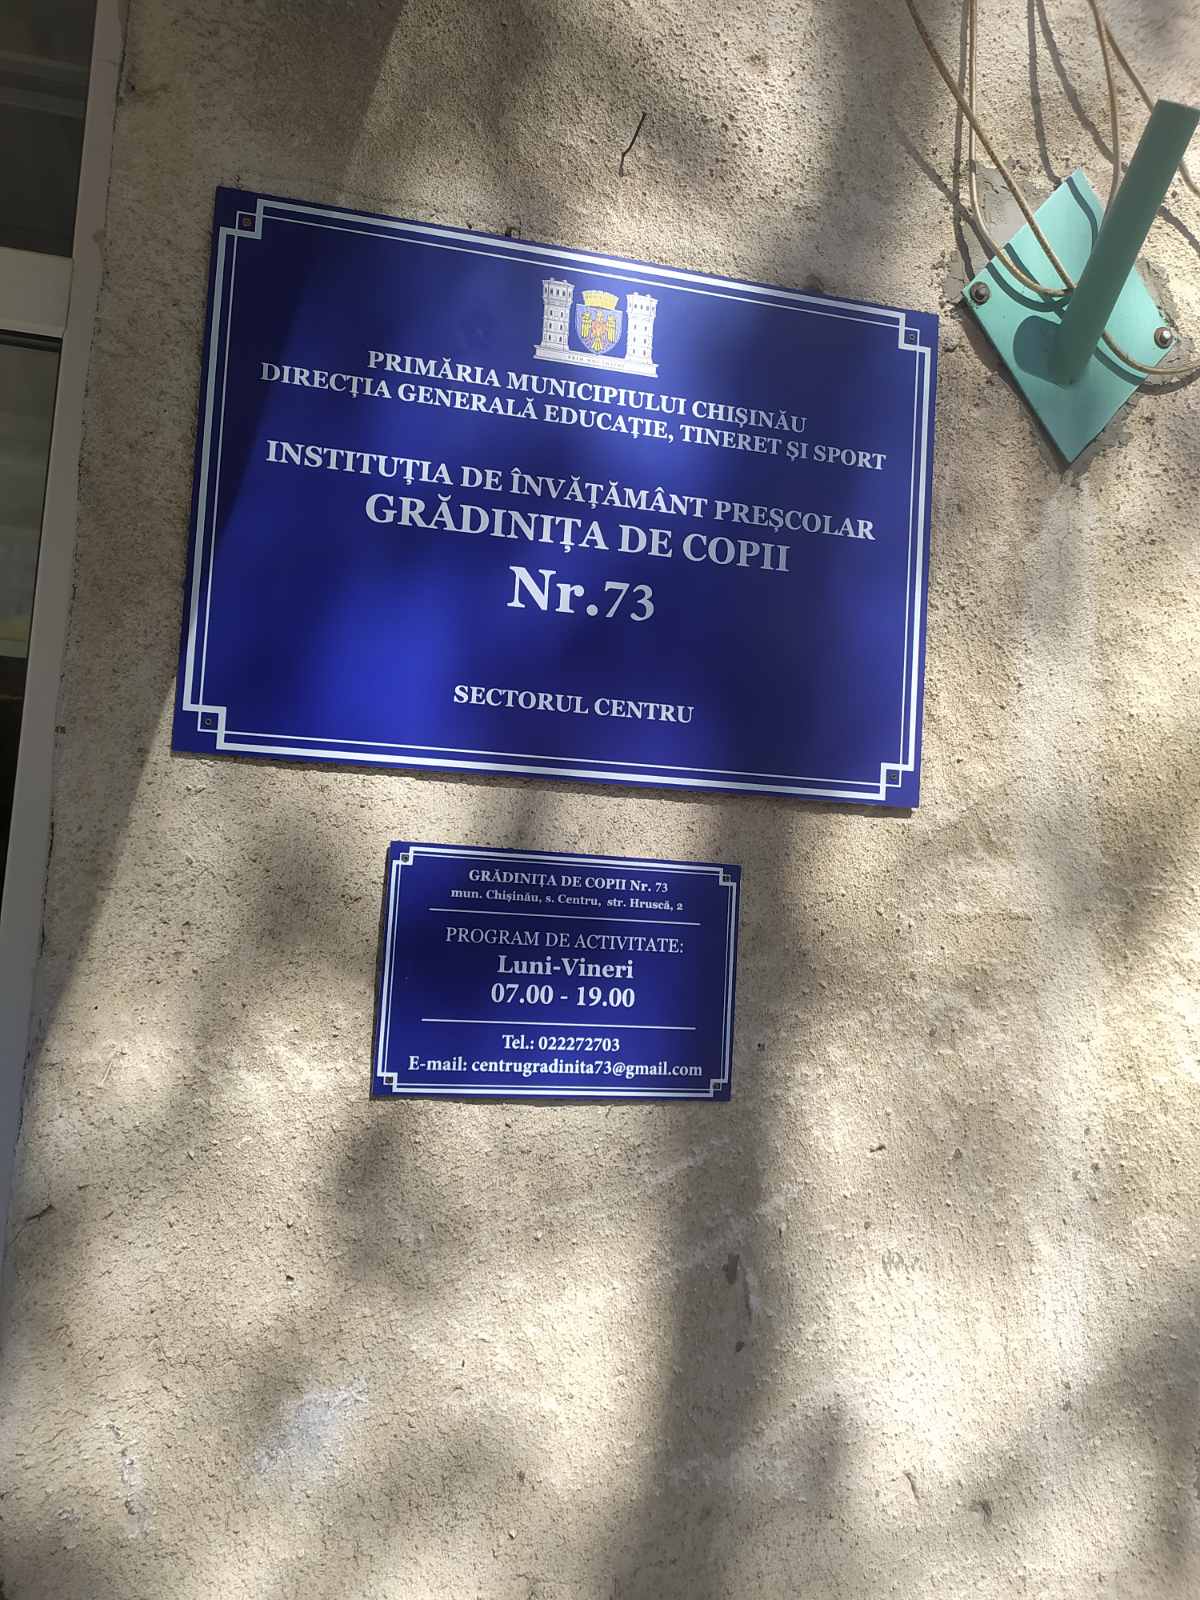 PRIMĂRIA MUNICIPIULUI CHIȘINĂU
DIRECȚIA GENERALĂ EDUCAȚIE, TINERET ȘI SPORT
INSTITUȚIA DE ÎNVĂȚĂMÂNT PREȘCOLAR
GRĂDINIȚA DE COPII
Nr.73
SECTORUL CENTRU
GRĂDINIȚA DE COPII Nr. 73
mun. Chișinău, s. Centru, str. Hruscă, 2
PROGRAM DE ACTIVITATE:
Luni-Vineri
07.00 - 19.00
Tel.: 022272703
E-mail: centrugradinita73@gmail.com